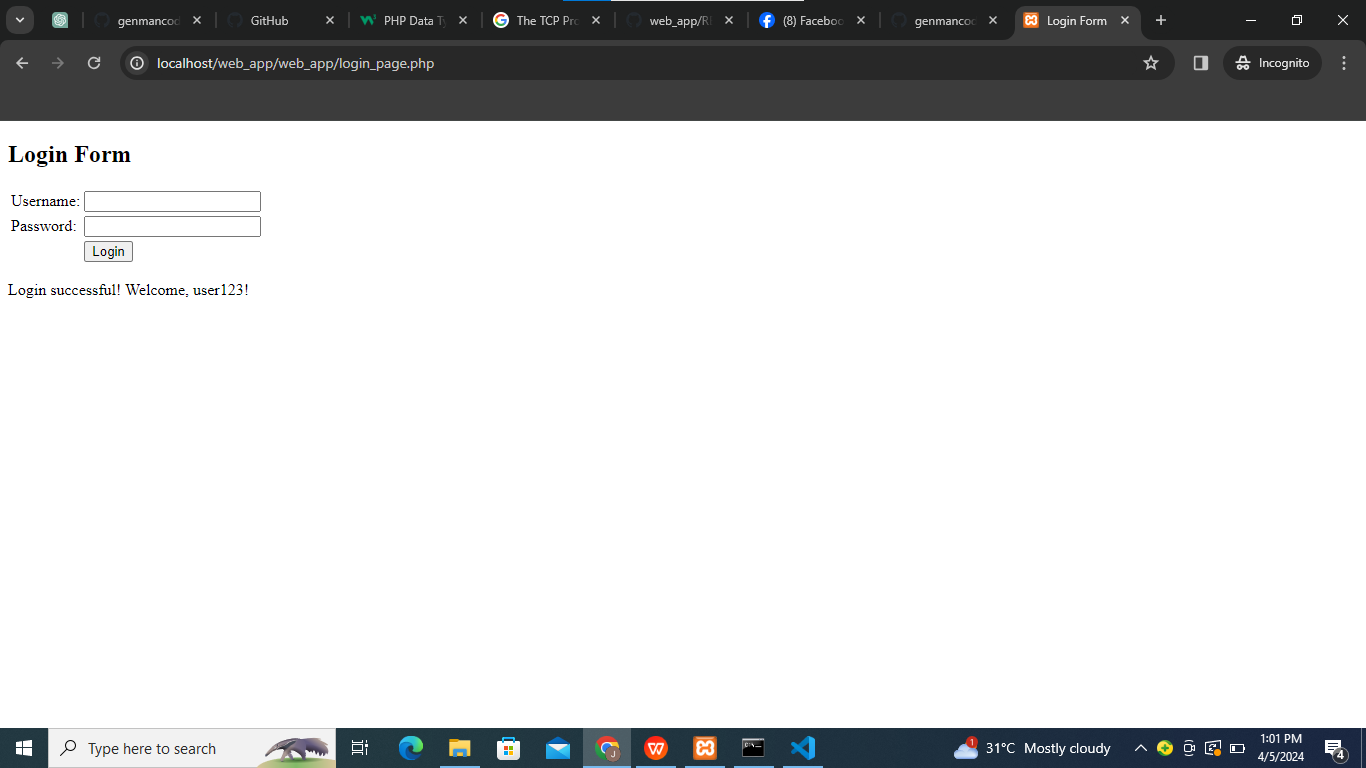 genmancod
GitHub
PHP Data Ty
The TCP Pro
web_app/RI
(8) Faceboo
genmancod
Login Form
localhost/web_app/web_app/login_page.php
Incognito
Login Form
Username:
Password:
Login
Login successful! Welcome, user123!
Type here to search
1
31°C Mostly cloudy
1:01 PM
4/5/2024
4